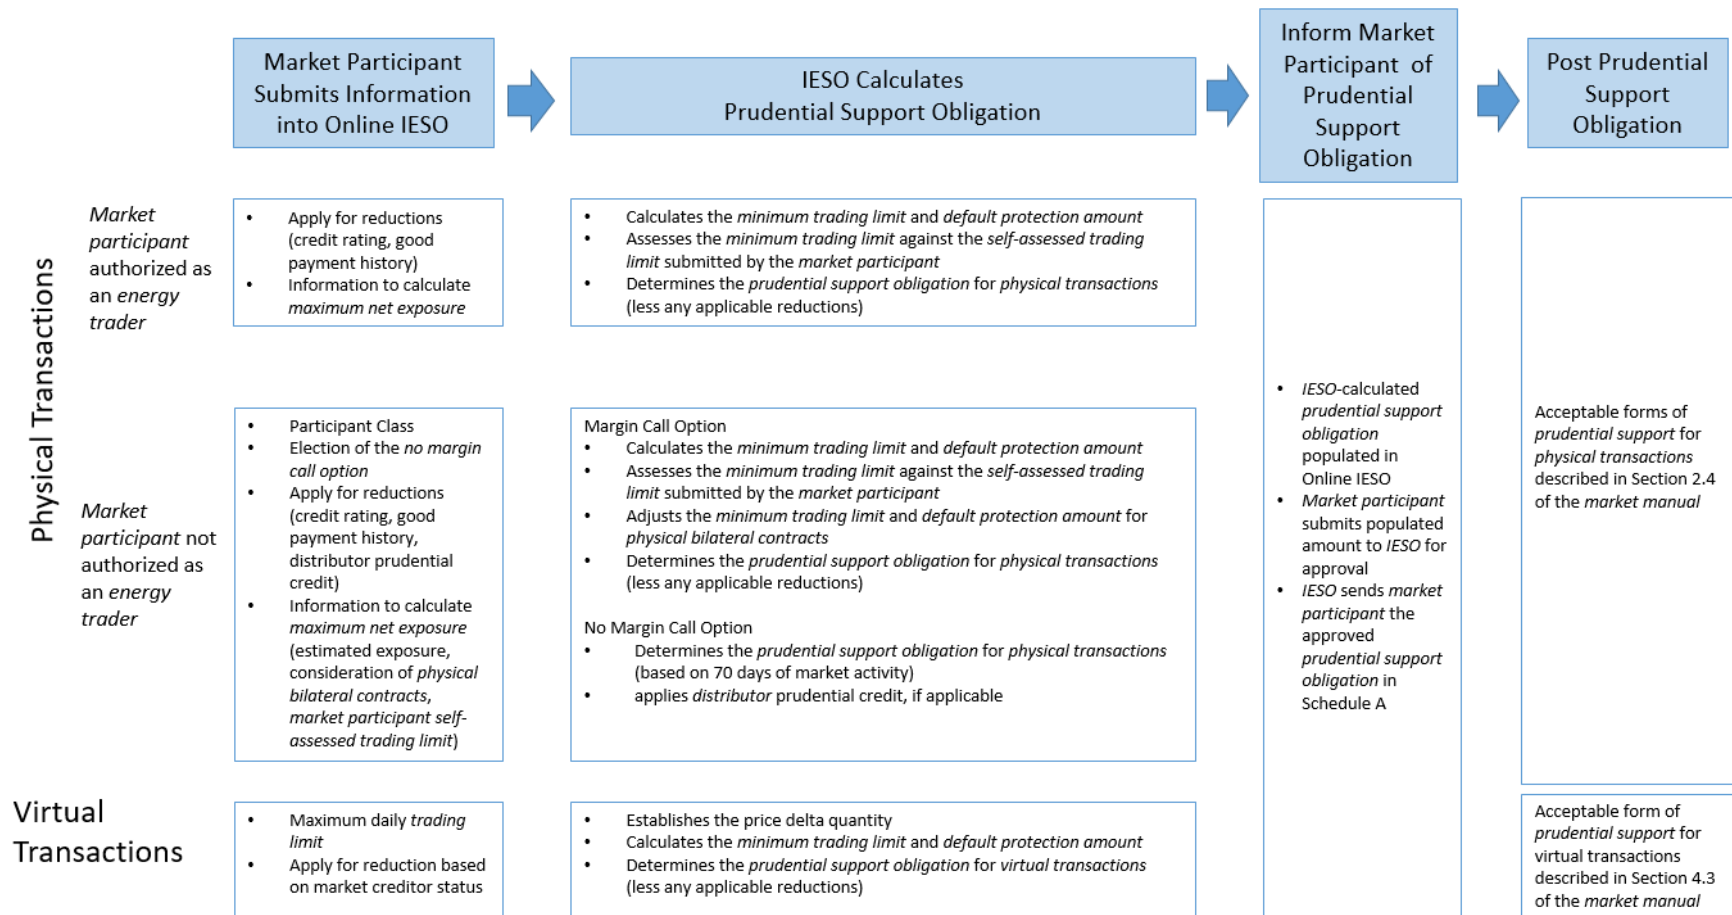 Market Participant
Submits Information
into Online IESO
IESO Calculates
Prudential Support Obligation
Inform Market
Participant of
Prudential
Support
Obligation
Post Prudential
Support
Obligation
Physical Transactions
Market
participant
authorized as
an energy
trader
• Apply for reductions
(credit rating, good
payment history)
• Information to calculate
maximum net exposure
• Calculates the minimum trading limit and default protection amount
• Assesses the minimum trading limit against the self-assessed trading
limit submitted by the market participant
• Determines the prudential support obligation for physical transactions
(less any applicable reductions)
Market
participant not
authorized as
an energy
trader
• Participant Class
• Election of the no margin
call option
• Apply for reductions
(credit rating, good
payment history,
distributor prudential
credit)
• Information to calculate
maximum net exposure
(estimated exposure,
consideration of physical
bilateral contracts,
market participant self-
assessed trading limit)
Margin Call Option
• Calculates the minimum trading limit and default protection amount
• Assesses the minimum trading limit against the self-assessed trading
limit submitted by the market participant
• Adjusts the minimum trading limit and default protection amount for
physical bilateral contracts
• Determines the prudential support obligation for physical transactions
(less any applicable reductions)
No Margin Call Option
• Determines the prudential support obligation for physical transactions
(based on 70 days of market activity)
• applies distributor prudential credit, if applicable
• IESO-calculated
prudential support
obligation
populated in
Online IESO
• Market participant
submits populated
amount to IESO for
approval
• IESO sends market
participant the
approved
prudential support
obligation in
Schedule A
Acceptable forms of
prudential support for
physical transactions
described in Section 2.4
of the market manual
Virtual
Transactions
• Maximum daily trading
limit
• Apply for reduction based
on market creditor status
• Establishes the price delta quantity
• Calculates the minimum trading limit and default protection amount
• Determines the prudential support obligation for virtual transactions
(less any applicable reductions)
Acceptable form of
prudential support for
virtual transactions
described in Section 4.3
of the market manual